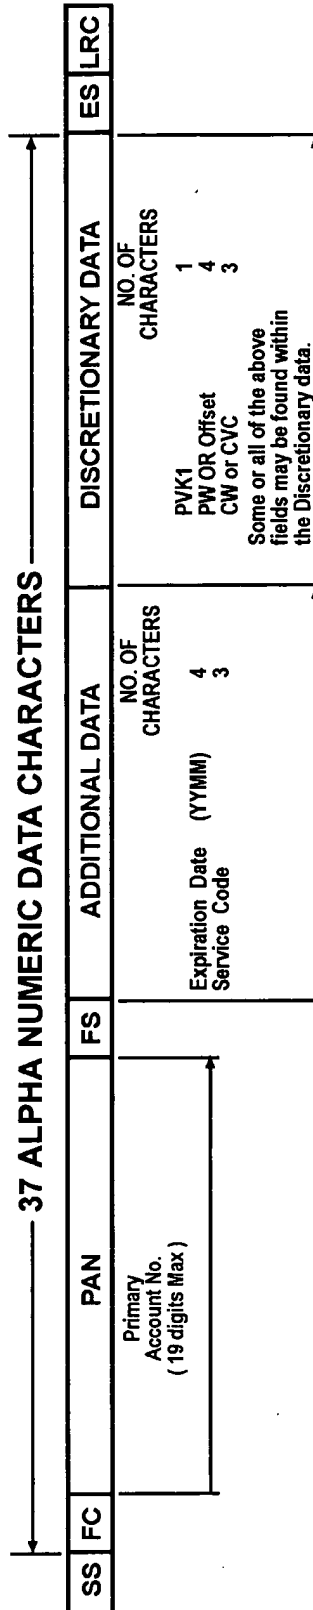 37 ALPHA NUMERIC DATA CHARACTERS
SS FC PAN FS ADDITIONAL DATA DISCRETIONARY DATA ES LRC
Primary
Account No.
( 19 digits Max )
NO. OF
CHARACTERS
Expiration Date (YYMM) 4
Service Code 3
NO. OF
CHARACTERS
PVK1 1
PW OR Offset 4
CW or CVC 3
Some or all of the above
fields may be found within
the Discretionary data.